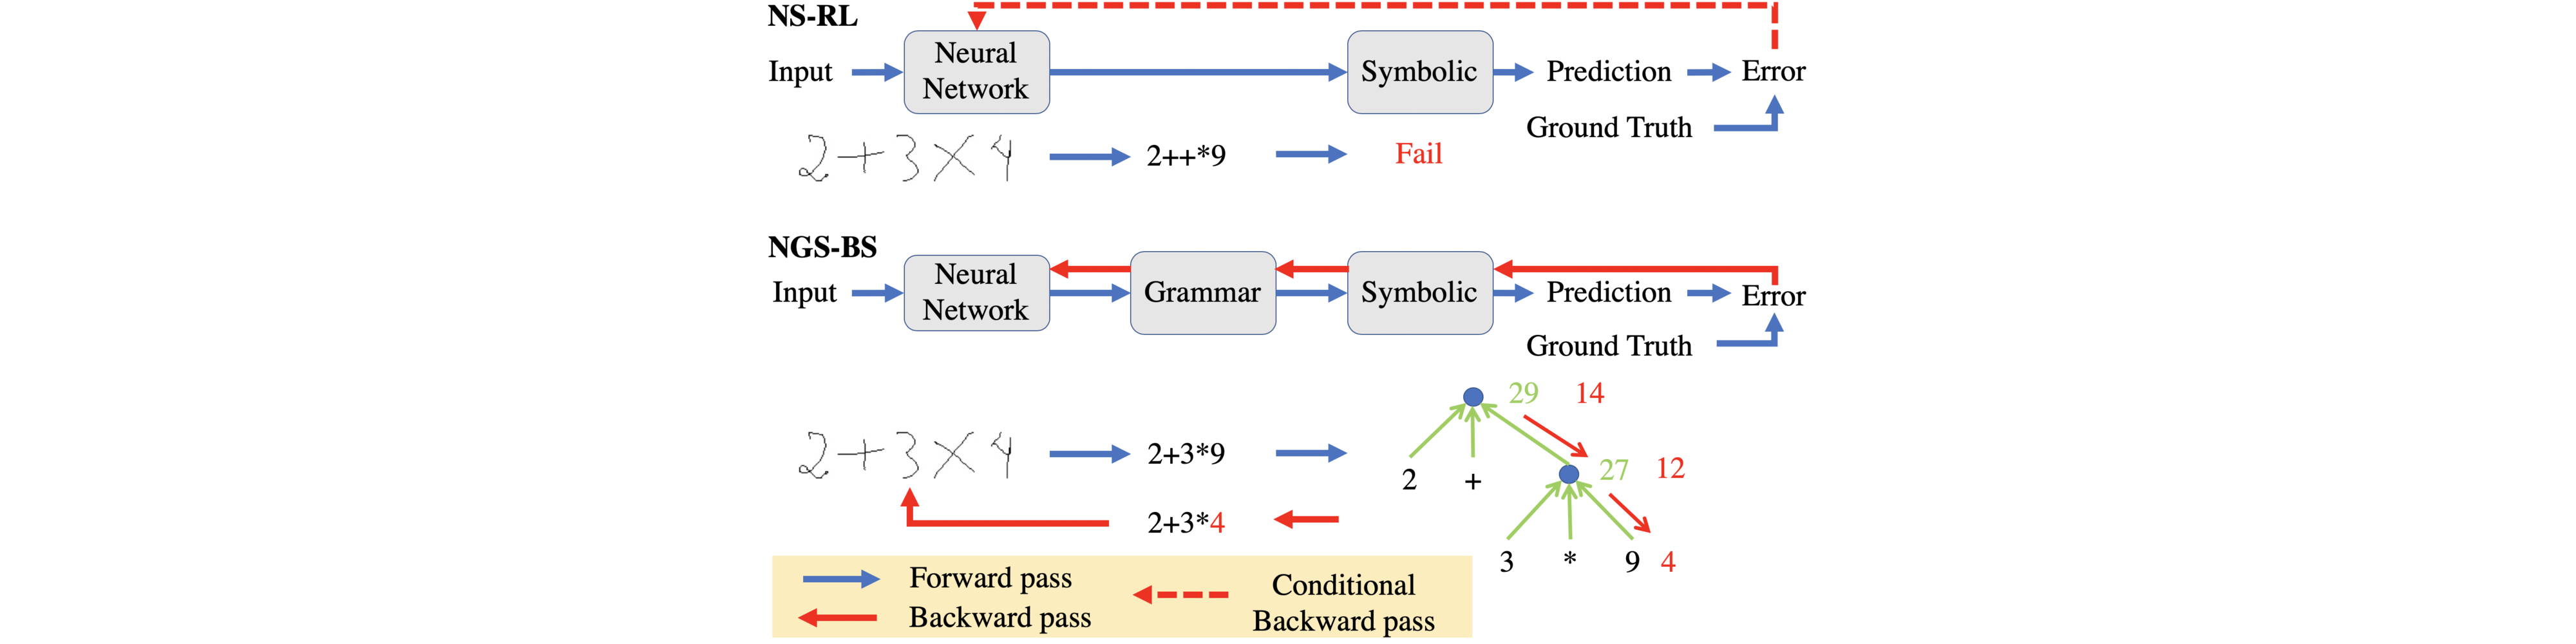 NS-RL
Input Neural Network Symbolic Prediction Error
Ground Truth
2+3×4 2++*9 Fail
NGS-BS
Input Neural Network Grammar Symbolic Prediction Error
Ground Truth
29 14
2+3×4 2+3*9
27 12
2 +
2+3*4
3 * 9 4
Forward pass
Backward pass
Conditional
Backward pass